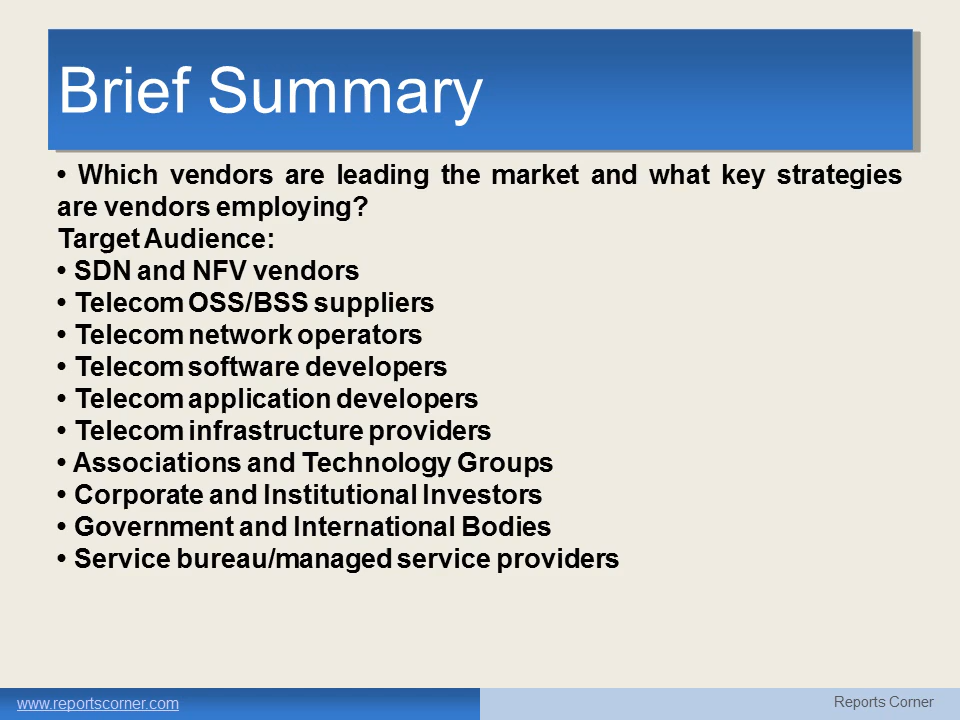 Brief Summary
• Which vendors are leading the market and what key strategies
are vendors employing?
Target Audience:
• SDN and NFV vendors
• Telecom OSS/BSS suppliers
• Telecom network operators
• Telecom software developers
• Telecom application developers
• Telecom infrastructure providers
• Associations and Technology Groups
• Corporate and Institutional Investors
• Government and International Bodies
• Service bureau/managed service providers
www.reportscorner.com
Reports Corner